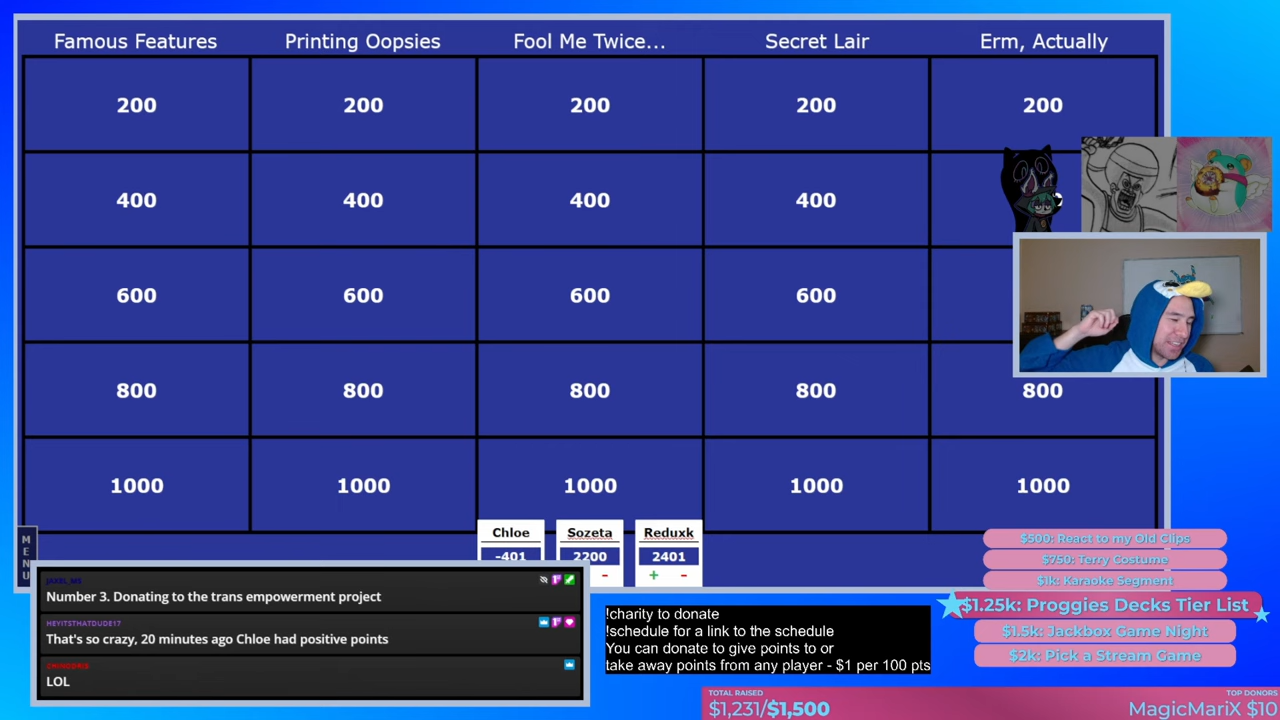 Famous Features
Printing Oopsies
Fool Me Twice...
Secret Lair
Erm, Actually
200
200
200
200
200
400
400
400
400
600
600
600
600
800
800
800
800
800
1000
1000
1000
1000
1000
MENU
Chloe
Sozeta
Reduxk
-401
2200
2401
-
+
-
JAKEL_MS
Number 3. Donating to the trans empowerment project
HEYITSTHATDUDE17
That's so crazy, 20 minutes ago Chloe had positive points
LOL
!charity to donate
!schedule for a link to the schedule
You can donate to give points to or
take away points from any player - $1 per 100 pts
$500: React to my Old Clips
$750: Terry Costume
$1k: Karaoke Segment
$1.25k: Proggies Decks Tier List
$1.5k: Jackbox Game Night
$2k: Pick a Stream Game
TOTAL RAISED
$1,231/$1,500
TOP DONORS
MagicMariX $10